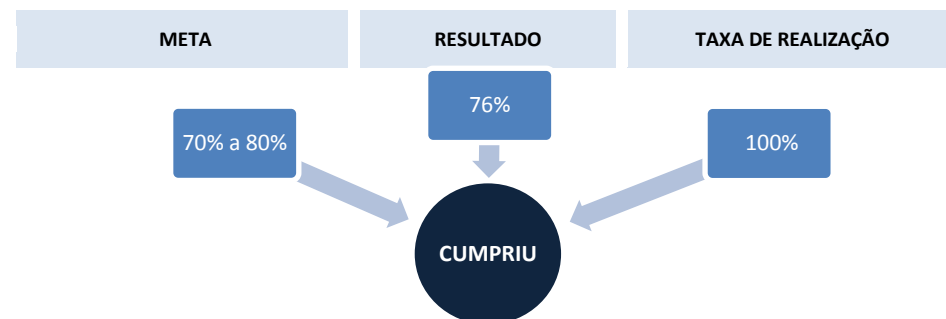 META
RESULTADO
TAXA DE REALIZAÇÃO
70% a 80%
76%
100%
CUMPRIU